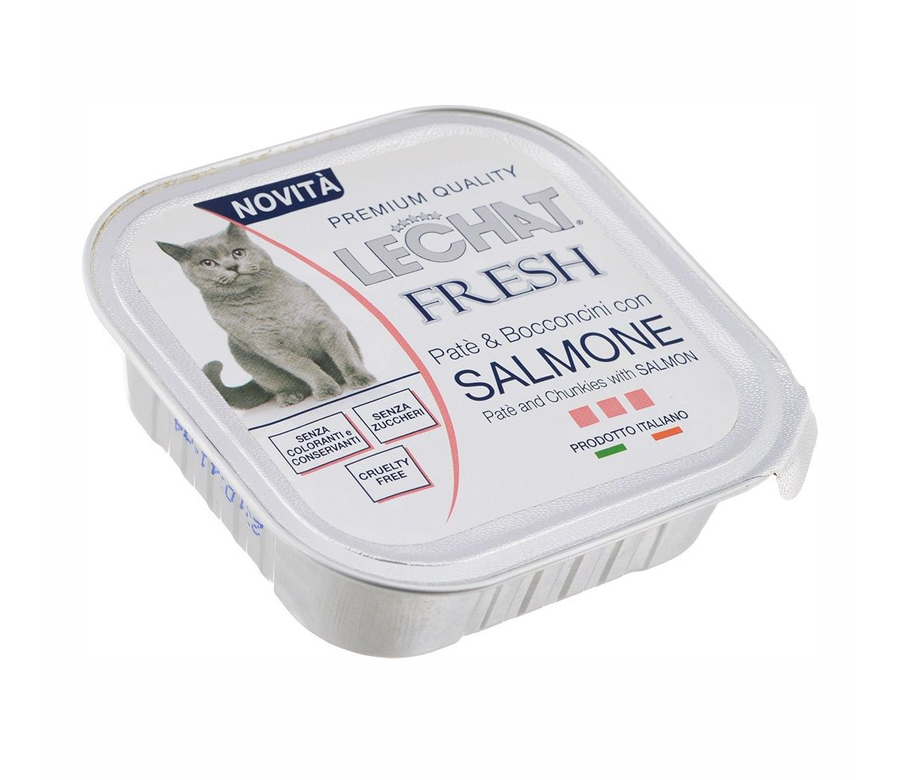 NOVITÀ
PREMIUM QUALITY
LECHAT®
FRESH
Patè & Bocconcini con
SALMONE
Patè and Chunkies with SALMON
PRODOTTO ITALIANO
SENZA
COLORANTI e
CONSERVANTI
SENZA
ZUCCHERI
CRUELTY
FREE